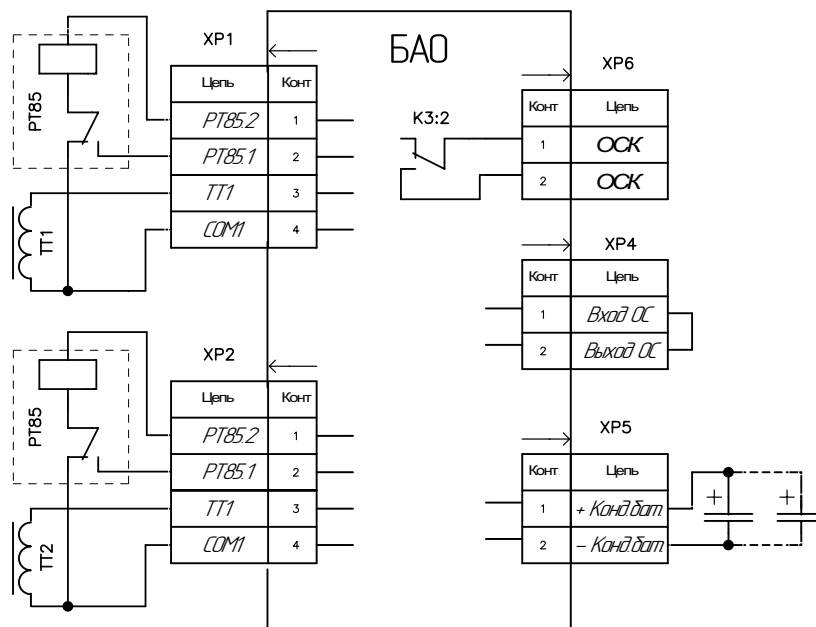 БАО
XP1
Цепь Конт
РТ85.2 1
РТ85.1 2
ТТ1 3
COM1 4
РТ85
ТТ1
XP2
Цепь Конт
РТ85.2 1
РТ85.1 2
ТТ1 3
COM1 4
РТ85
ТТ2
XP6
Конт Цепь
1 ОСК
2 ОСК
К3:2
XP4
Конт Цепь
1 Вход ОС
2 Выход ОС
XP5
Конт Цепь
1 + Конд.бат.
2 – Конд.бат.
+ +